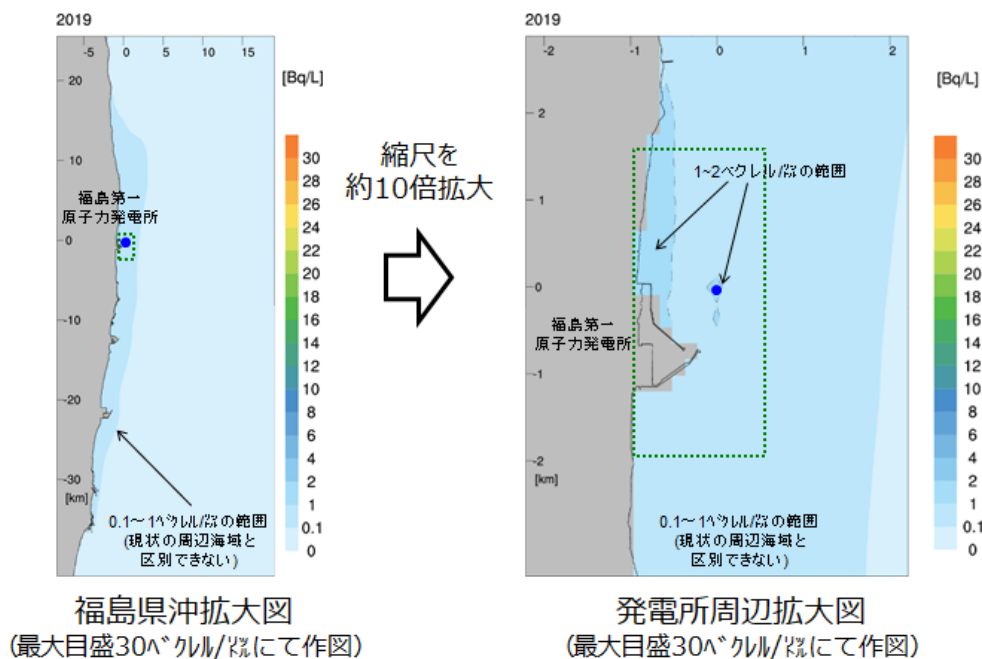 2019
-5
0
5
10
15
20
10
0
-10
-20
-30
[km]
福島第一
原子力発電所
0.1~1ベクレル/㍑の範囲
(現状の周辺海域と
区別できない)
[Bq/L]
30
28
26
24
22
20
18
16
14
12
10
8
6
4
2
1
0.1
0
福島県沖拡大図
(最大目盛30ベクレル/㍑にて作図)
縮尺を
約10倍拡大
2019
-2
-1
0
1
2
2
1
0
-1
-2
[km]
1~2ベクレル/㍑の範囲
福島第一
原子力発電所
0.1~1ベクレル/㍑の範囲
(現状の周辺海域と
区別できない)
[Bq/L]
30
28
26
24
22
20
18
16
14
12
10
8
6
4
2
1
0.1
0
発電所周辺拡大図
(最大目盛30ベクレル/㍑にて作図)